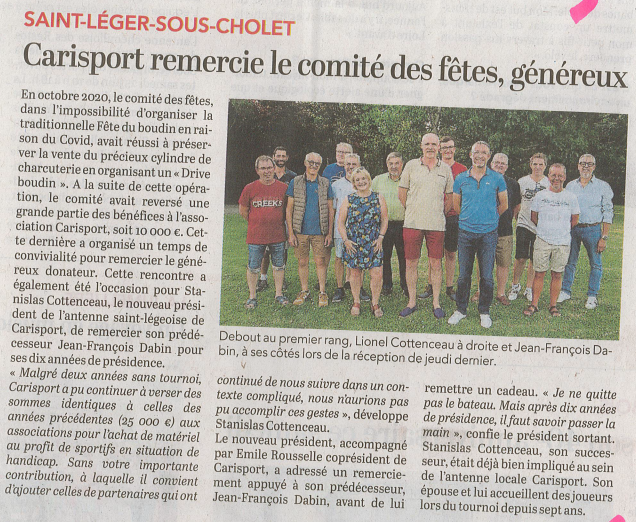 SAINT-LÉGER-SOUS-CHOLET
Carisport remercie le comité des fêtes, généreux
En octobre 2020, le comité des fêtes,
dans l'impossibilité d'organiser la
traditionnelle Fête du boudin en rai-
son du Covid, avait réussi à préser-
ver la vente du précieux cylindre de
charcuterie en organisant un « Drive
boudin ». A la suite de cette opéra-
tion, le comité avait reversé une
grande partie des bénéfices à l'asso-
ciation Carisport, soit 10 000 €. Cet-
te dernière a organisé un temps de
convivialité pour remercier le géné-
reux donateur. Cette rencontre a
également été l'occasion pour Sta-
nislas Cottenceau, le nouveau prési-
dent de l'antenne saint-légeoise de
Carisport, de remercier son prédé-
cesseur Jean-François Dabin pour
ses dix années de présidence.
« Malgré deux années sans tournoi,
Carisport a pu continuer à verser des
sommes identiques à celles des
années précédentes (25 000 €) aux
associations pour l'achat de matériel
au profit de sportifs en situation de
handicap. Sans votre importante
contribution, à laquelle il convient
d'ajouter celles de partenaires qui ont
CREEKS
Debout au premier rang, Lionel Cottenceau à droite et Jean-François Da-
bin, à ses côtés lors de la réception de jeudi dernier.
continué de nous suivre dans un con-
texte compliqué, nous n'aurions pas
pu accomplir ces gestes », développe
Stanislas Cottenceau.
Le nouveau président, accompagné
par Emile Rousselle coprésident de
Carisport, a adressé un remercie-
ment appuyé à son prédécesseur,
Jean-François Dabin, avant de lui
remettre un cadeau. « Je ne quitte
pas le bateau. Mais après dix années
de présidence, il faut savoir passer la
main », confie le président sortant.
Stanislas Cottenceau, son succes-
seur, était déjà bien impliqué au sein
de l'antenne locale Carisport. Son
épouse et lui accueillent des joueurs
lors du tournoi depuis sept ans.